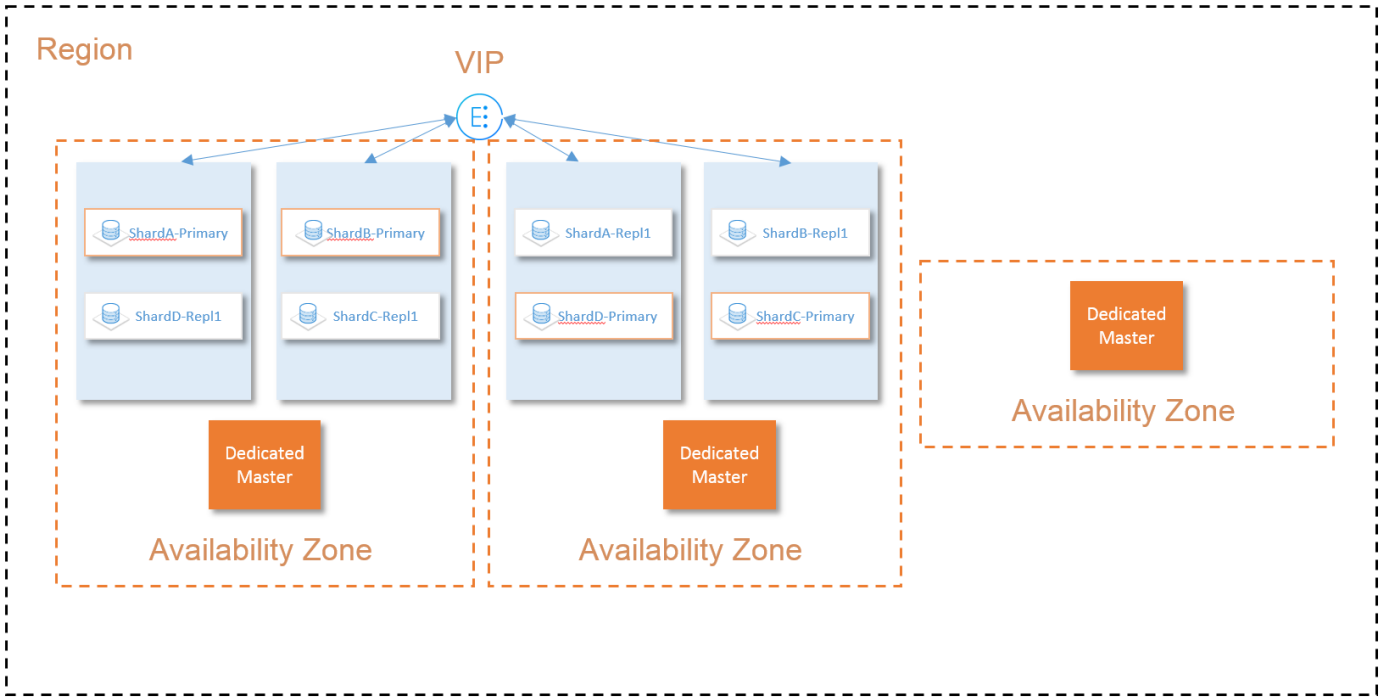 Region
VIP
ShardA-Primary
ShardD-Repl1
ShardB-Primary
ShardC-Repl1
Dedicated
Master
Availability Zone
ShardA-Repl1
ShardD-Primary
ShardB-Repl1
ShardC-Primary
Dedicated
Master
Availability Zone
Dedicated
Master
Availability Zone